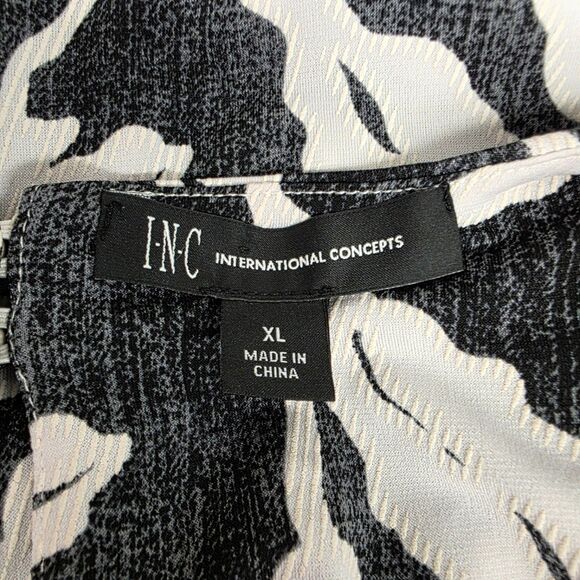 I-N-C INTERNATIONAL CONCEPTS
XL
MADE IN
CHINA